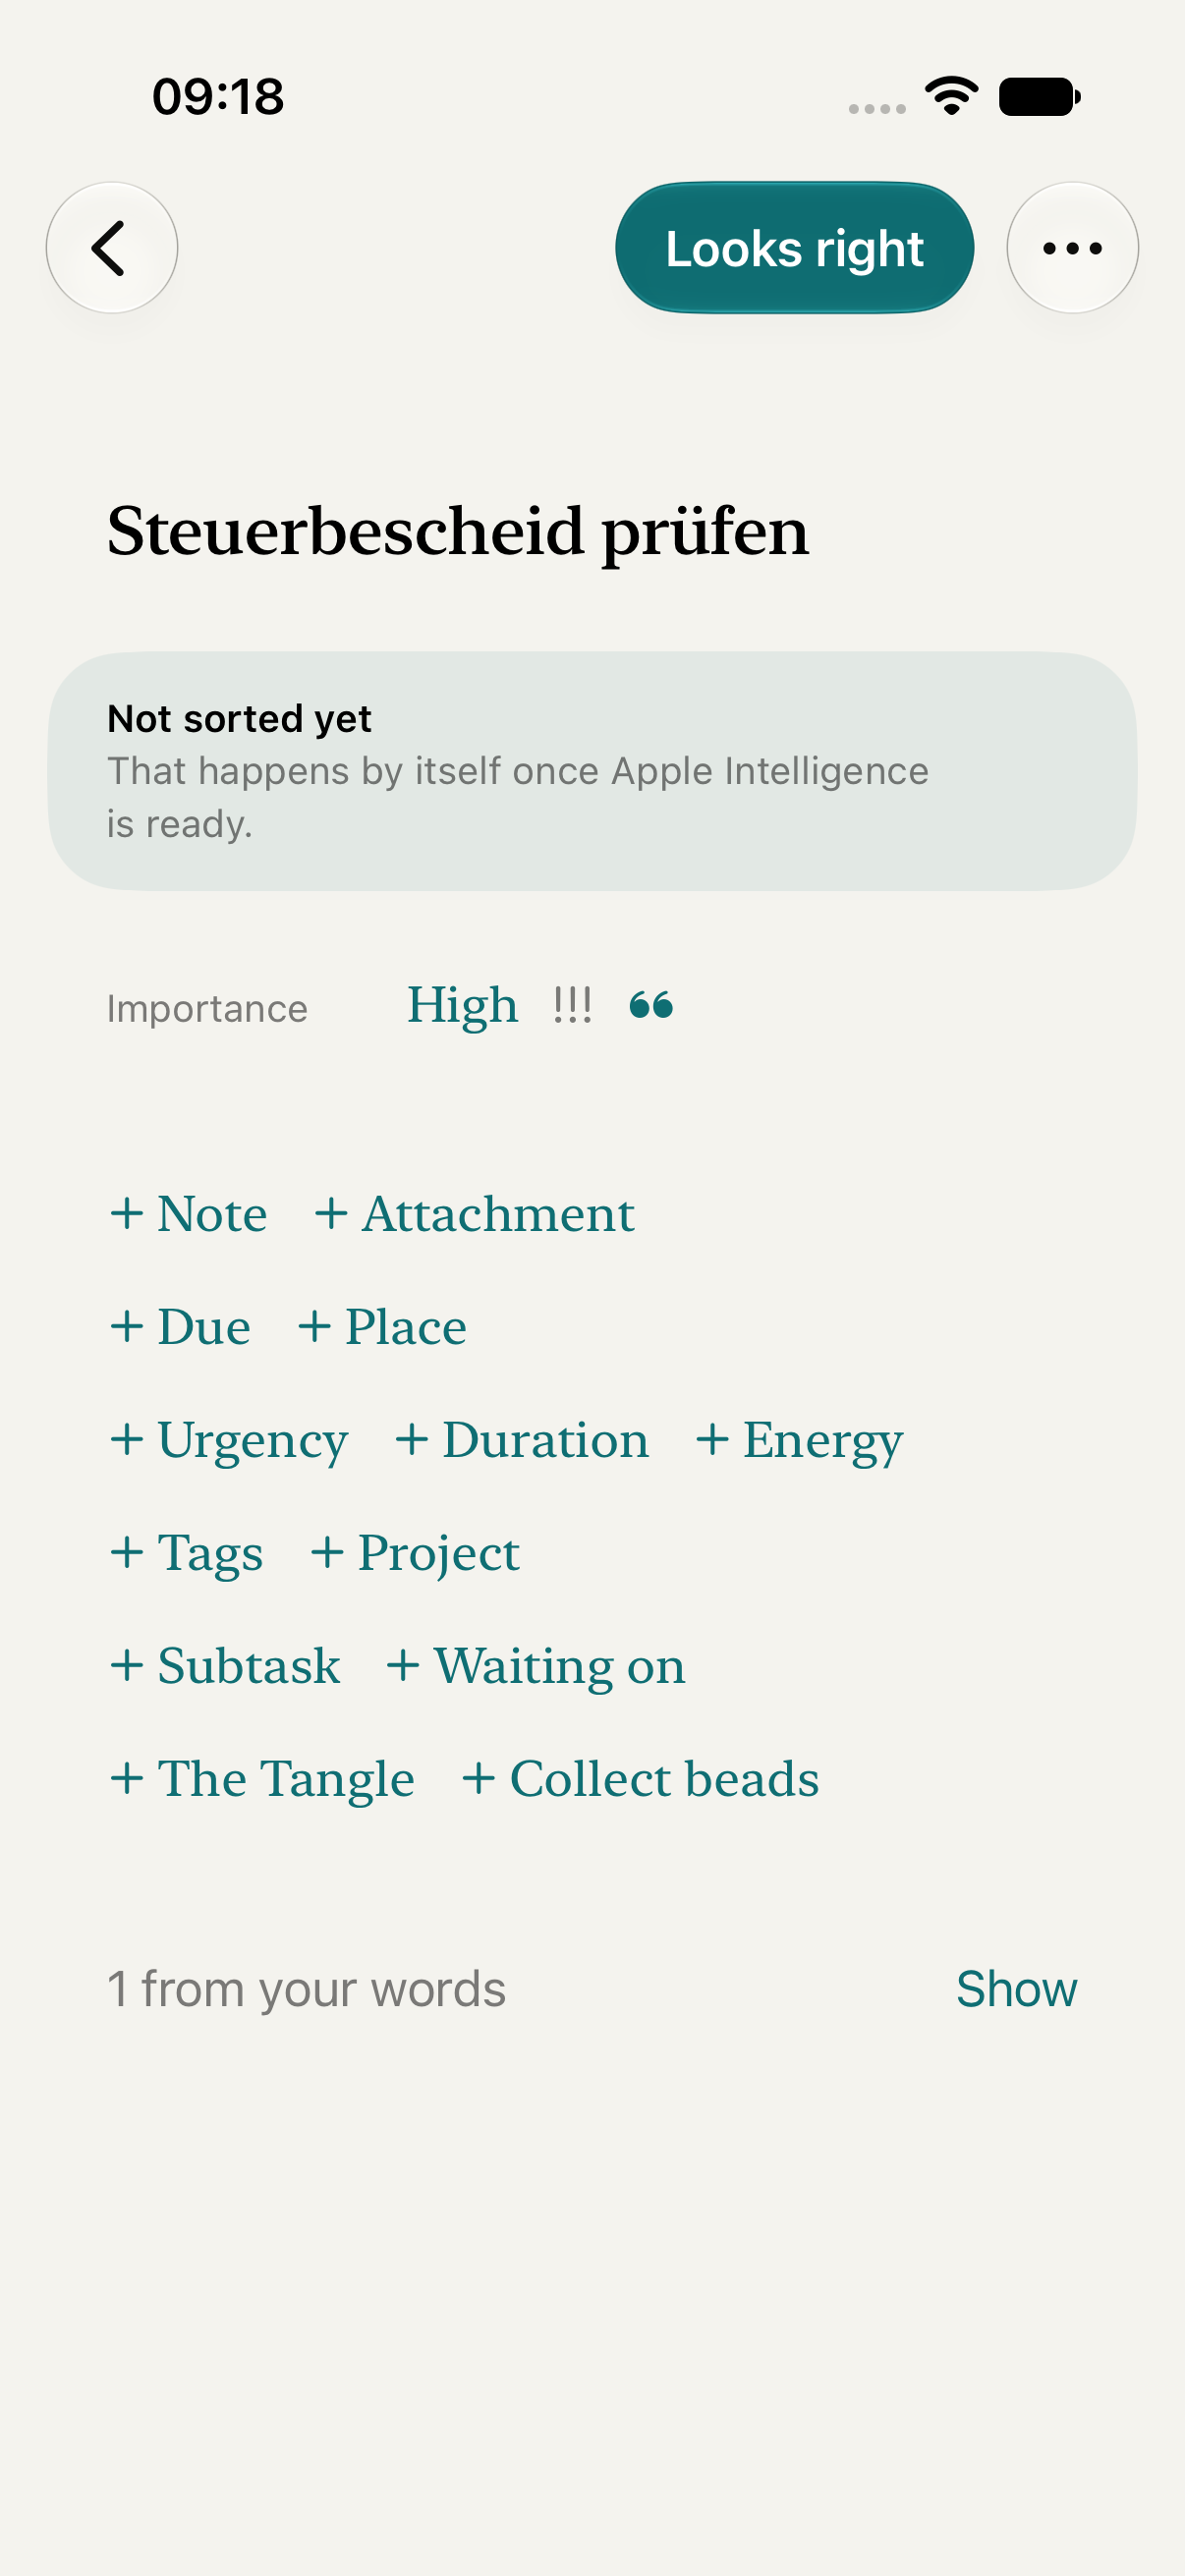 09:18
Looks right
Steuerbescheid prüfen
Not sorted yet
That happens by itself once Apple Intelligence
is ready.
Importance High !!! ❝
+ Note + Attachment
+ Due + Place
+ Urgency + Duration + Energy
+ Tags + Project
+ Subtask + Waiting on
+ The Tangle + Collect beads
1 from your words Show